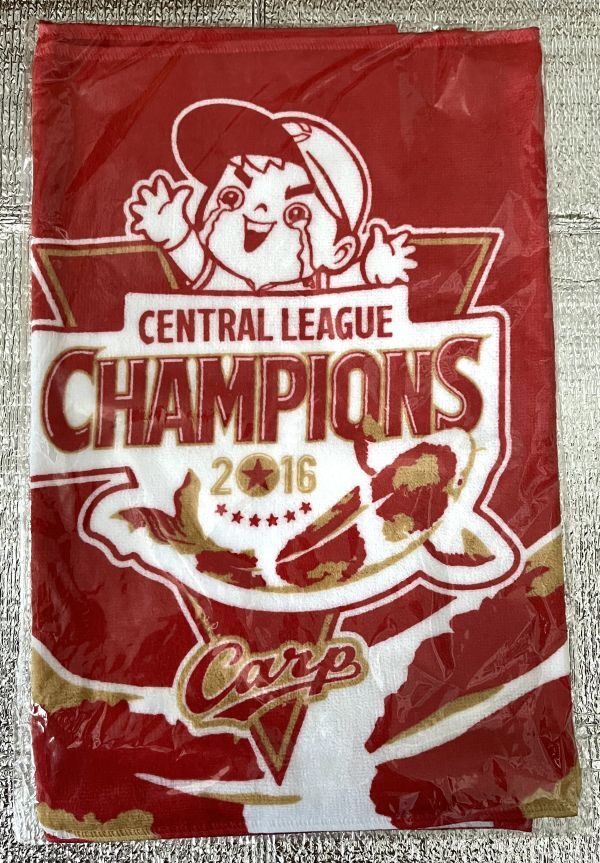 CENTRAL LEAGUE
CHAMPIONS
2016
Carp